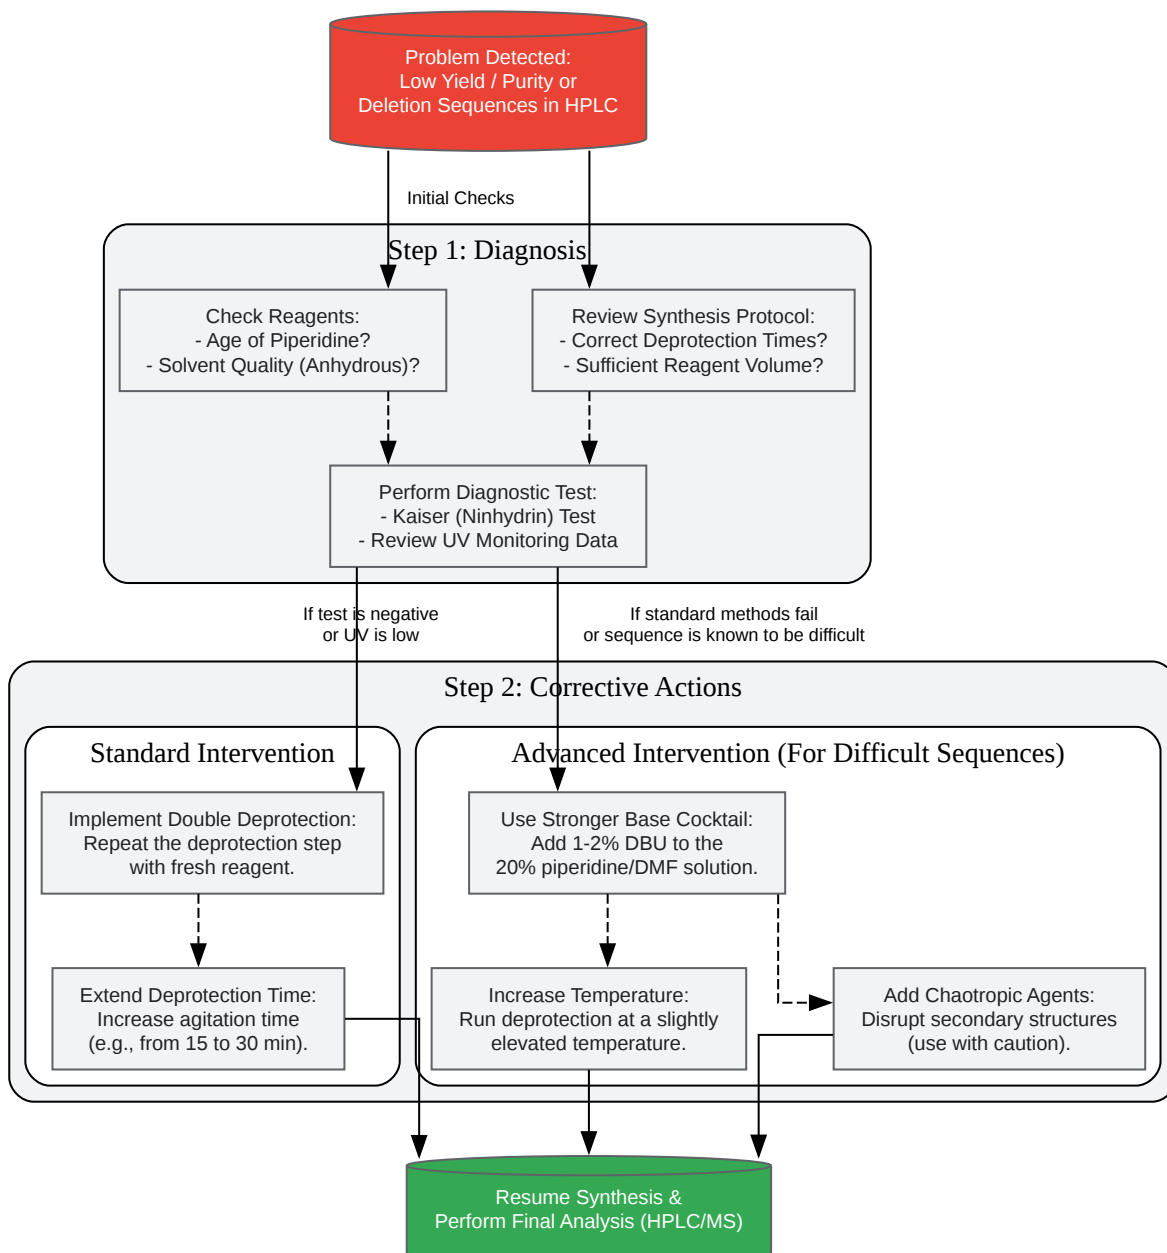 Problem Detected:
Low Yield / Purity or
Deletion Sequences in HPLC
Initial Checks
Step 1: Diagnosis
Check Reagents:
- Age of Piperidine?
- Solvent Quality (Anhydrous)?
Review Synthesis Protocol:
- Correct Deprotection Times?
- Sufficient Reagent Volume?
Perform Diagnostic Test:
- Kaiser (Ninhydrin) Test
- Review UV Monitoring Data
If test is negative
or UV is low
If standard methods fail
or sequence is known to be difficult
Step 2: Corrective Actions
Standard Intervention
Implement Double Deprotection:
Repeat the deprotection step
with fresh reagent.
Extend Deprotection Time:
Increase agitation time
(e.g., from 15 to 30 min).
Advanced Intervention (For Difficult Sequences)
Use Stronger Base Cocktail:
Add 1-2% DBU to the
20% piperidine/DMF solution.
Increase Temperature:
Run deprotection at a slightly
elevated temperature.
Add Chaotropic Agents:
Disrupt secondary structures
(use with caution).
Resume Synthesis &
Perform Final Analysis (HPLC/MS)